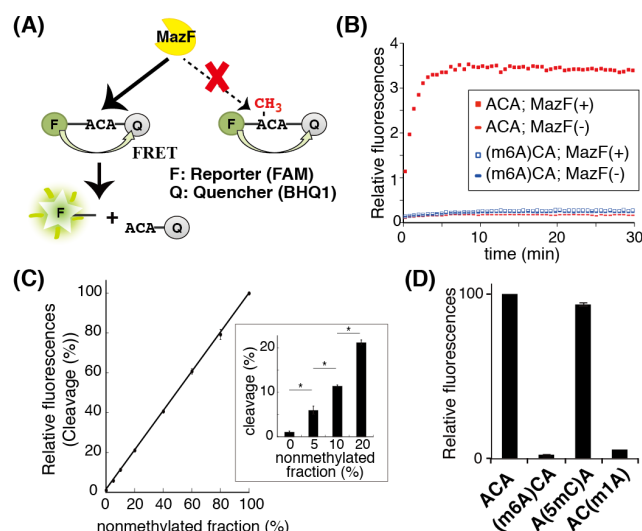 (A)
MazF
CH3
F ACA Q
F ACA Q
FRET
F: Reporter (FAM)
Q: Quencher (BHQ1)
F + ACA Q
(B)
Relative fluorescences
4
3
2
1
0
10 20 30
time (min)
ACA; MazF(+)
ACA; MazF(-)
(m6A)CA; MazF(+)
(m6A)CA; MazF(-)
(C)
Relative fluorescences
(Cleavage (%))
100
80
60
40
20
0
0 20 40 60 80 100
nonmethylated fraction (%)
cleavage (%)
20
10
0
* * *
0 5 10 20
nonmethylated
fraction (%)
(D)
Relative fluorescences
100
0
ACA
(m6A)CA
A(5mC)A
AC(m1A)